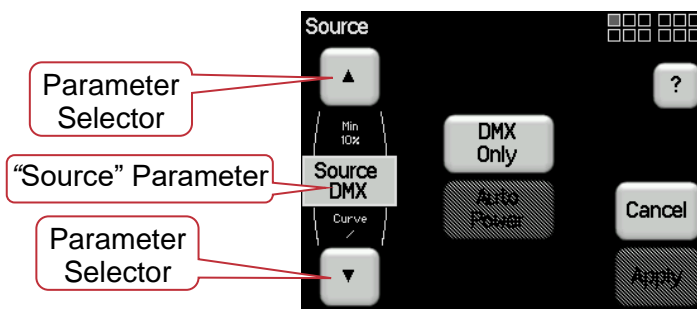 Source
Parameter
Selector
▲
?
Min
10%
DMX
Only
"Source" Parameter
Source
DMX
Auto
Power
Curve
/
Cancel
Parameter
Selector
▼
Apply